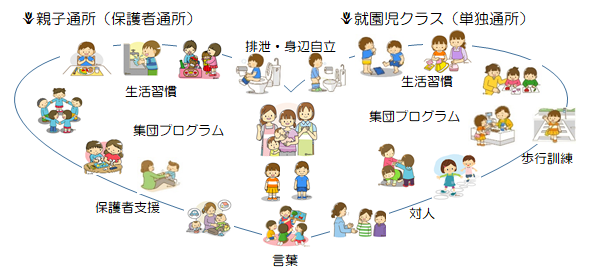 親子通所（保護者通所）
就園児クラス（単独通所）
排泄・身辺自立
生活習慣
生活習慣
集団プログラム
集団プログラム
歩行訓練
保護者支援
対人
言葉